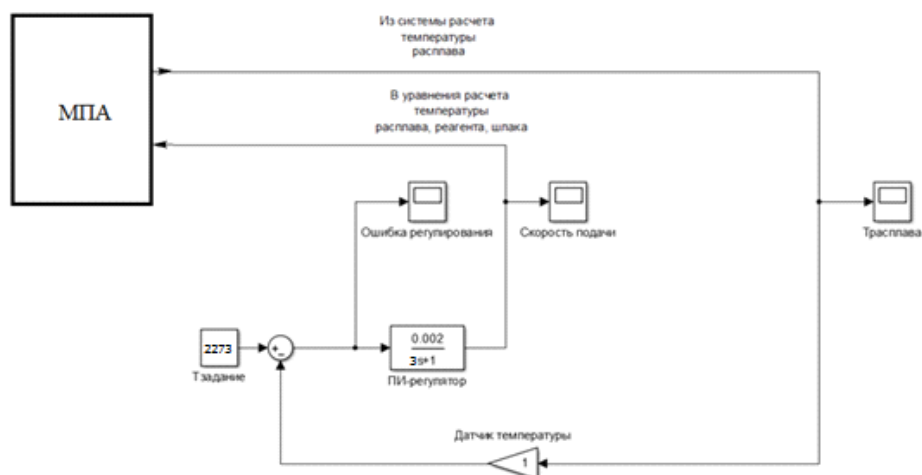 Из системы расчета
температуры
расплава
МПА
В уравнения расчета
температуры
расплава, реагента, шлака
Ошибка регулирования
Скорость подачи
Трасплава
2273
+
-
0.002
3s+1
Тзадание
ПИ-регулятор
Датчик температуры
1